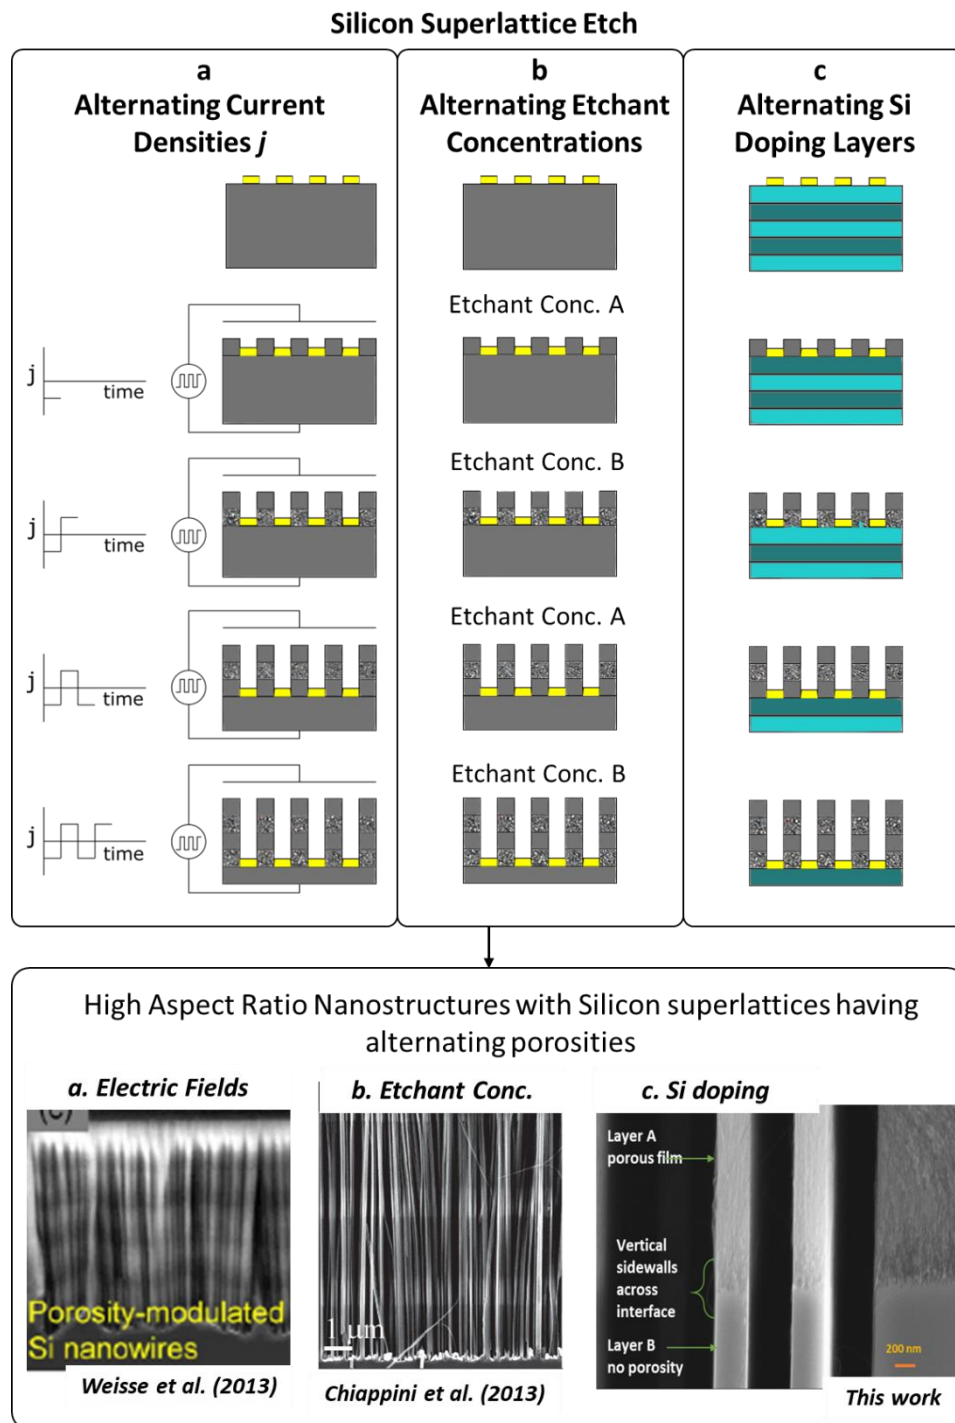 Silicon Superlattice Etch
a
Alternating Current
Densities j
b
Alternating Etchant
Concentrations
c
Alternating Si
Doping Layers
Etchant Conc. A
j
time
Etchant Conc. B
j
time
Etchant Conc. A
j
time
Etchant Conc. B
j
time
High Aspect Ratio Nanostructures with Silicon superlattices having
alternating porosities
a. Electric Fields
Porosity-modulated
Si nanowires
Weisse et al. (2013)
b. Etchant Conc.
1 μm
Chiappini et al. (2013)
c. Si doping
Layer A
porous film
Vertical
sidewalls
across
interface
Layer B
no porosity
200 nm
This work